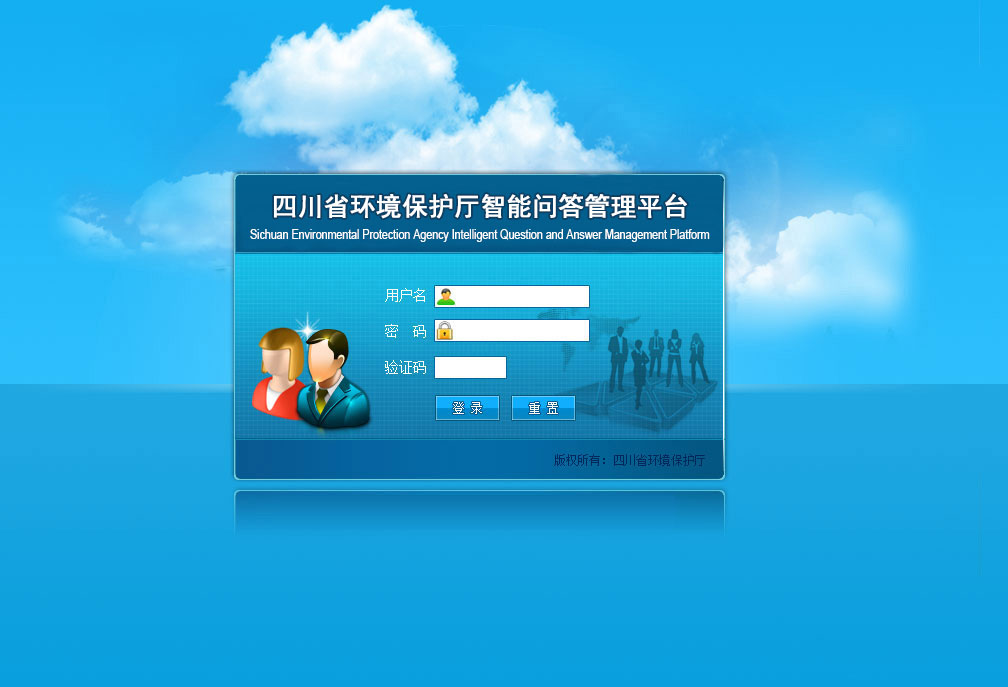 四川省环境保护厅智能问答管理平台
Sichuan Environmental Protection Agency Intelligent Question and Answer Management Platform
用户名
密 码
验证码
登 录 重 置
版权所有：四川省环境保护厅